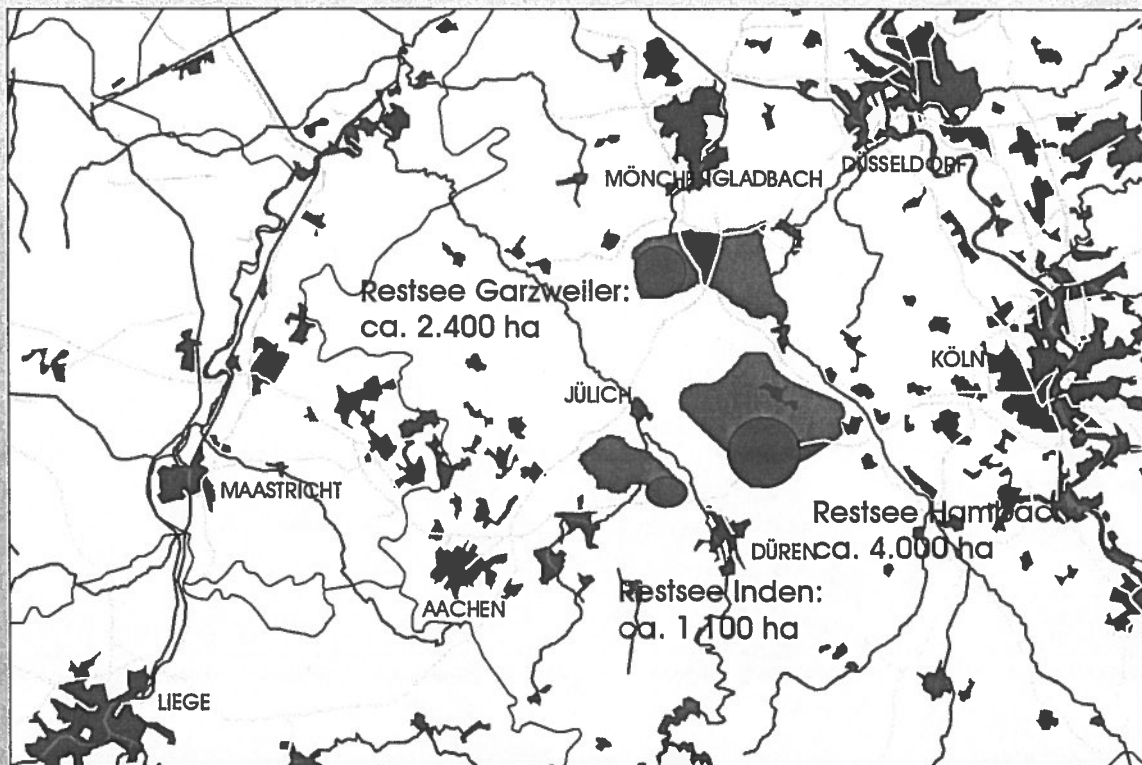 MÖNCHENGLADBACH
DÜSSELDORF
Restsee Garzweiler:
ca. 2.400 ha
KÖLN
JÜLICH
MAASTRICHT
Restsee Hambach
ca. 4.000 ha
DÜREN
Restsee Inden:
ca. 1.100 ha
AACHEN
LIEGE